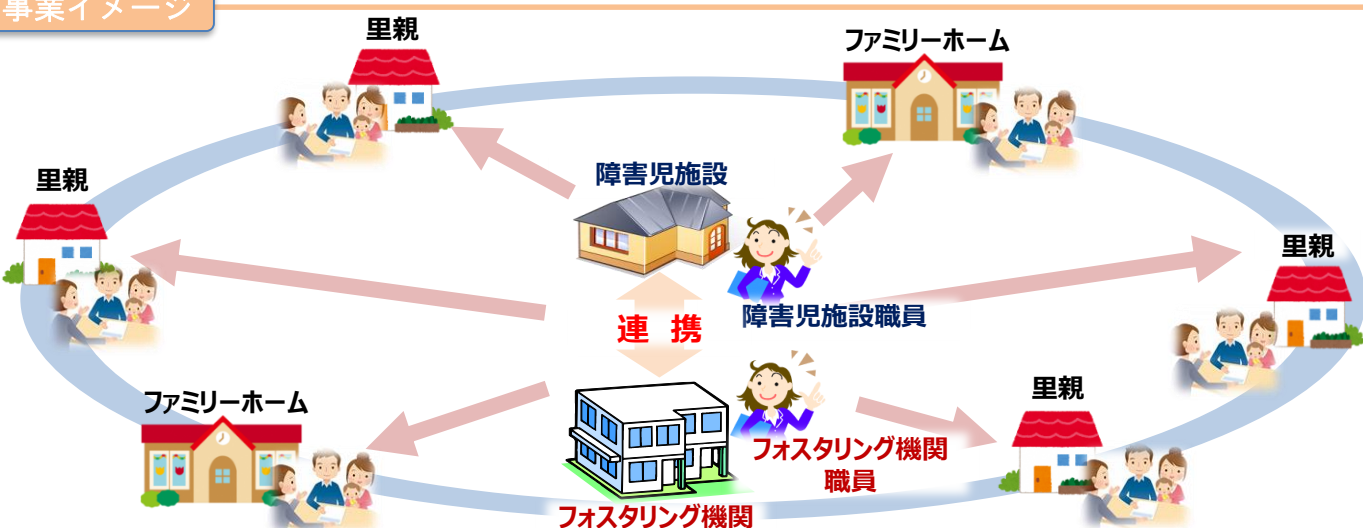 事業イメージ
里親
ファミリーホーム
里親
障害児施設
里親
連 携
障害児施設職員
ファミリーホーム
里親
フォスタリング機関
職員
フォスタリング機関